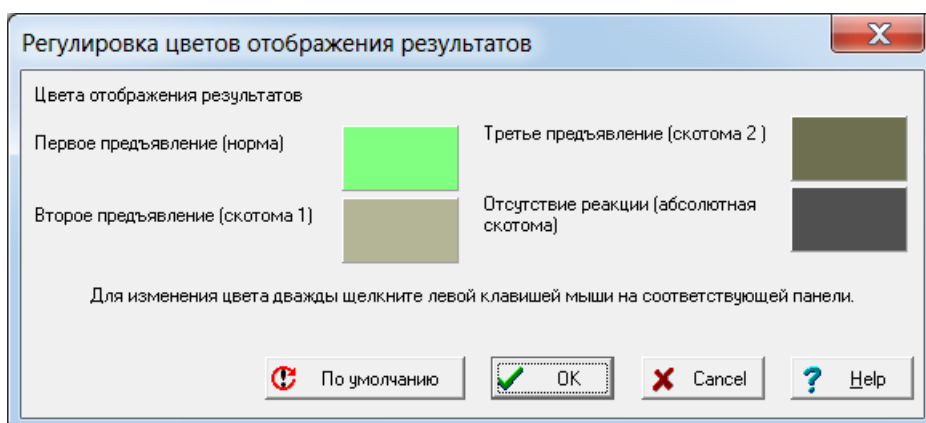 Регулировка цветов отображения результатов
Цвета отображения результатов
Первое предъявление (норма)
Третье предъявление (скотома 2 )
Второе предъявление (скотома 1)
Отсутствие реакции (абсолютная
скотома)
Для изменения цвета дважды щелкните левой клавишей мыши на соответствующей панели.
По умолчанию
OK
Cancel
Help